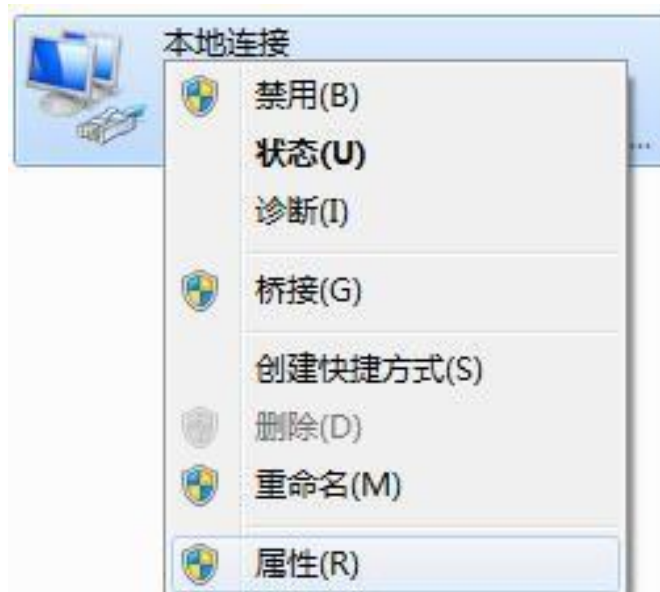 本地连接
禁用(B)
...
状态(U)
诊断(I)
桥接(G)
创建快捷方式(S)
删除(D)
重命名(M)
属性(R)